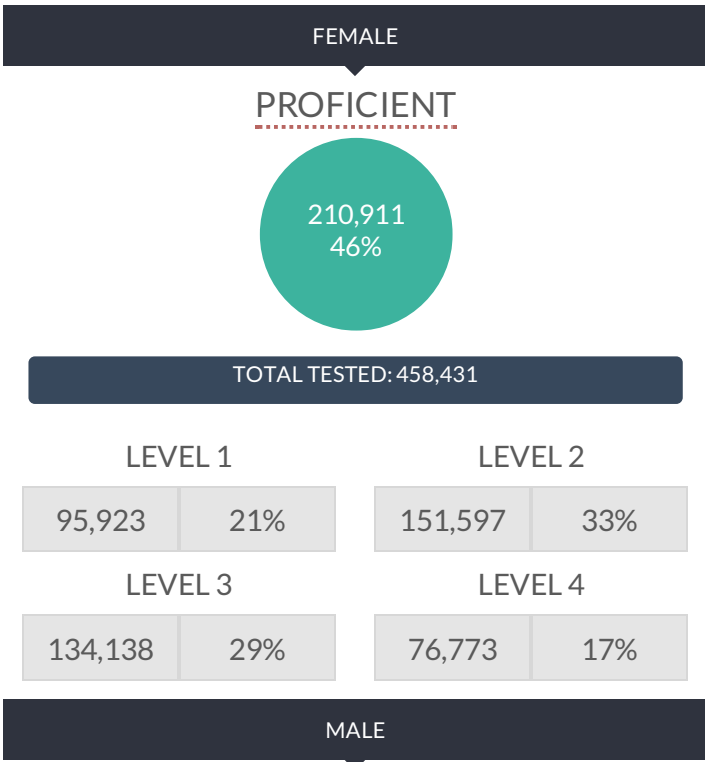 FEMALE
PROFICIENT
210,911
46%
TOTAL TESTED: 458,431
LEVEL 1
95,923 21%
LEVEL 2
151,597 33%
LEVEL 3
134,138 29%
LEVEL 4
76,773 17%
MALE